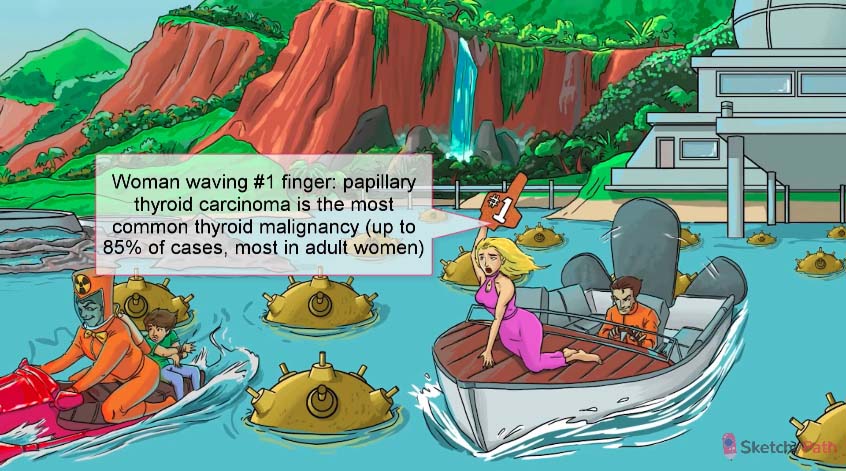 Woman waving #1 finger: papillary
thyroid carcinoma is the most
common thyroid malignancy (up to
85% of cases, most in adult women)
#1
SketchyPath